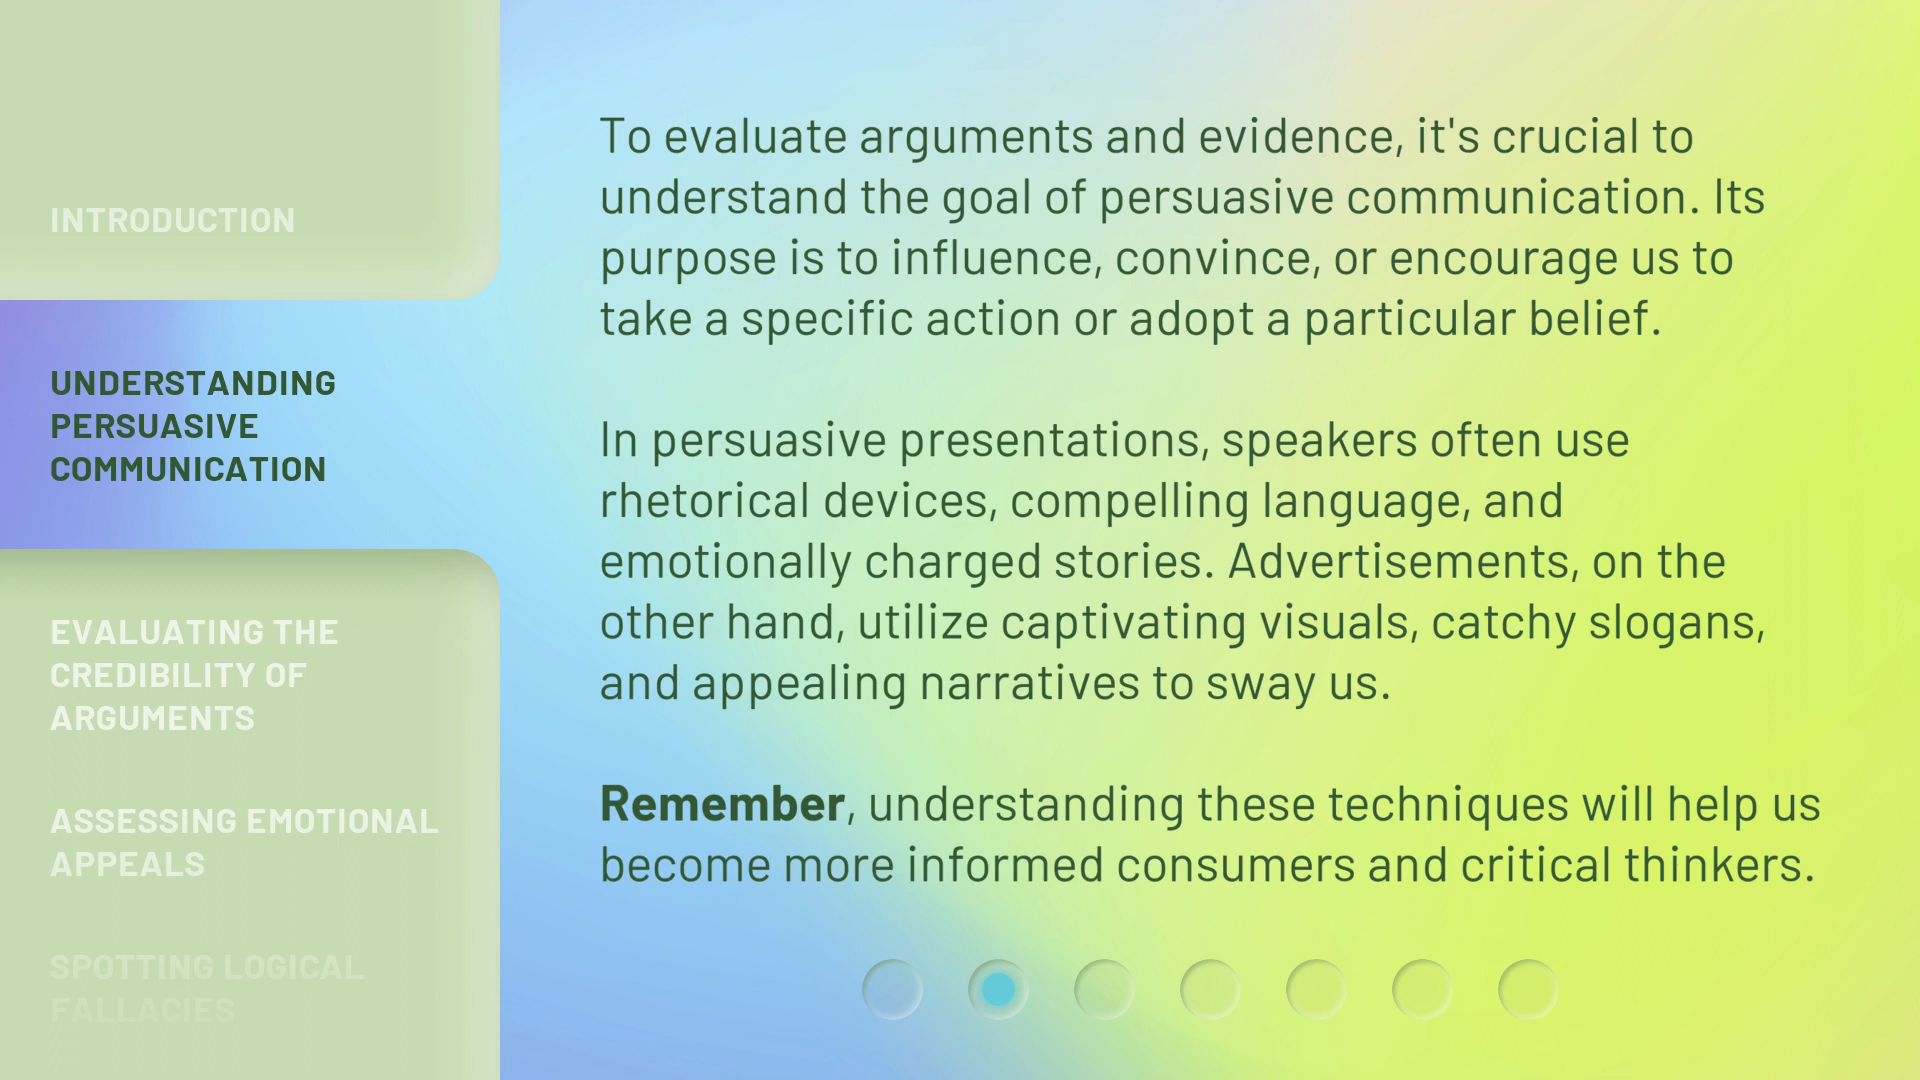 INTRODUCTION
UNDERSTANDING
PERSUASIVE
COMMUNICATION
EVALUATING THE
CREDIBILITY OF
ARGUMENTS
ASSESSING EMOTIONAL
APPEALS
SPOTTING LOGICAL
FALLACIES
To evaluate arguments and evidence, it's crucial to
understand the goal of persuasive communication. Its
purpose is to influence, convince, or encourage us to
take a specific action or adopt a particular belief.
In persuasive presentations, speakers often use
rhetorical devices, compelling language, and
emotionally charged stories. Advertisements, on the
other hand, utilize captivating visuals, catchy slogans,
and appealing narratives to sway us.
Remember, understanding these techniques will help us
become more informed consumers and critical thinkers.